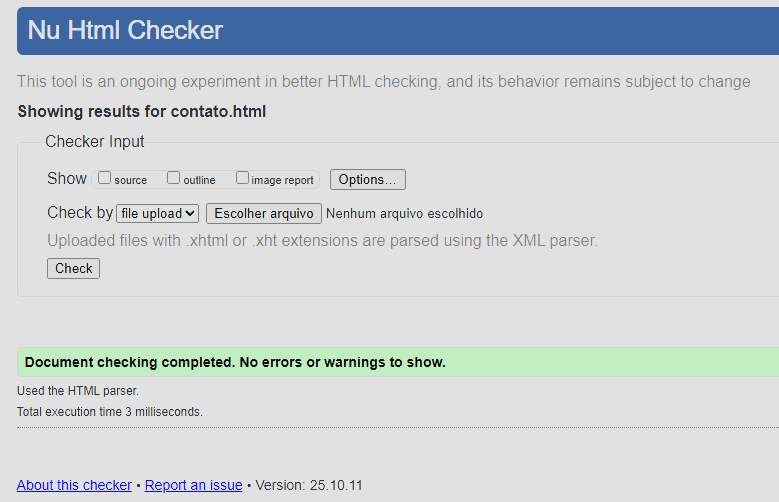 Nu Html Checker
This tool is an ongoing experiment in better HTML checking, and its behavior remains subject to change
Showing results for contato.html
Checker Input
Show source outline image report Options...
Check by file upload Escolher arquivo Nenhum arquivo escolhido
Uploaded files with .xhtml or .xht extensions are parsed using the XML parser.
Check
Document checking completed. No errors or warnings to show.
Used the HTML parser.
Total execution time 3 milliseconds.
About this checker • Report an issue • Version: 25.10.11